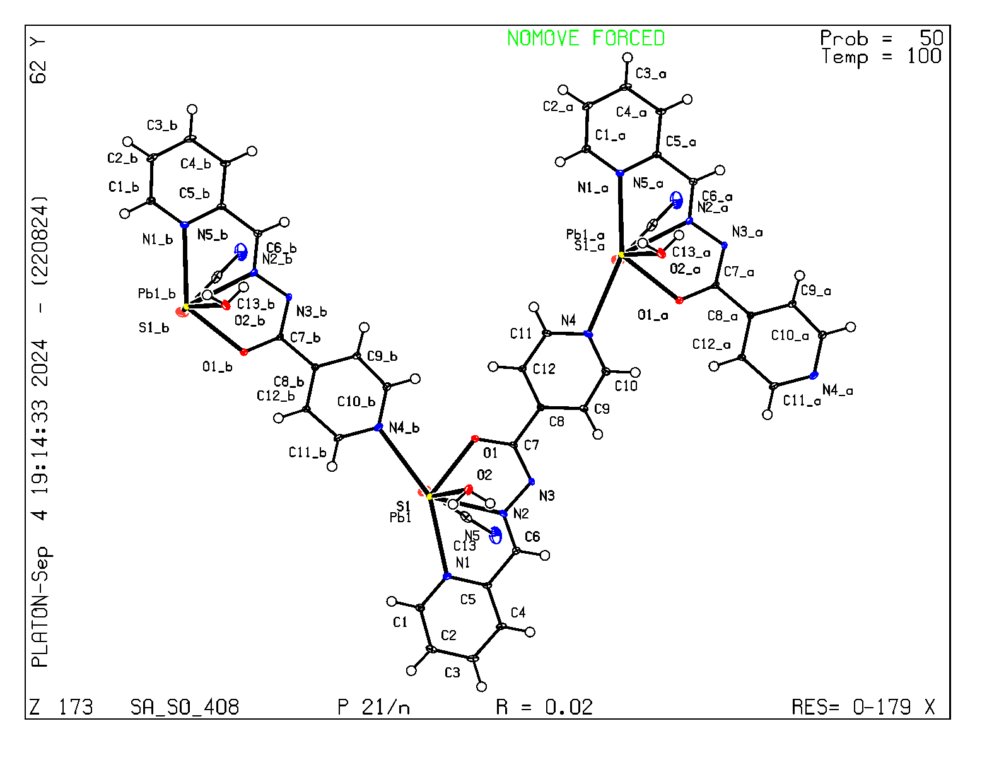 NOMOVE FORCED
Prob = 50
Temp = 100
PLATON-Sep 4 19:14:33 2024 - (220824) 62 Y
C3_a
C2_a
C4_a
C3_b
C1_a
C5_a
C2_b
C4_b
N1_a
N5_a
C1_b
C5_b
C6_a
N2_a
N1_b
N5_b
Pb1_a
N3_a
S1_a
C6_b
C13_a
N2_b
O2_a
C7_a
Pb1_b
C13_b
N3_b
C9_a
O2_b
O1_a
C8_a
S1_b
N4
C11
C7_b
C10_a
C12_a
O1_b
C9_b
C12
C8_b
C10
N4_a
C12_b
C10_b
C11_a
C9
C8
N4_b
C7
C11_b
O1
O2
N3
S1
Pb1
N2
N5
C6
C13
N1
C5
C4
C1
C2
C3
Z 173 SA_SO_408 P 21/n R = 0.02 RES= 0-179 X